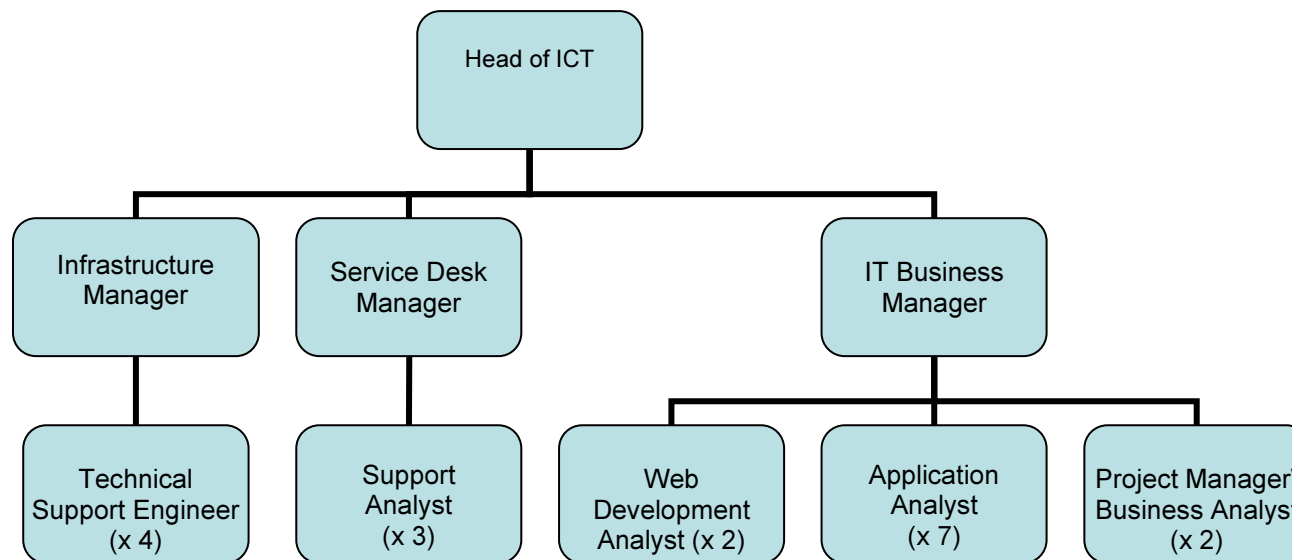 Head of ICT
Infrastructure
Manager
Service Desk
Manager
IT Business
Manager
Technical
Support Engineer
(x 4)
Support
Analyst
(x 3)
Web
Development
Analyst (x 2)
Application
Analyst
(x 7)
Project Manager
Business Analyst
(x 2)